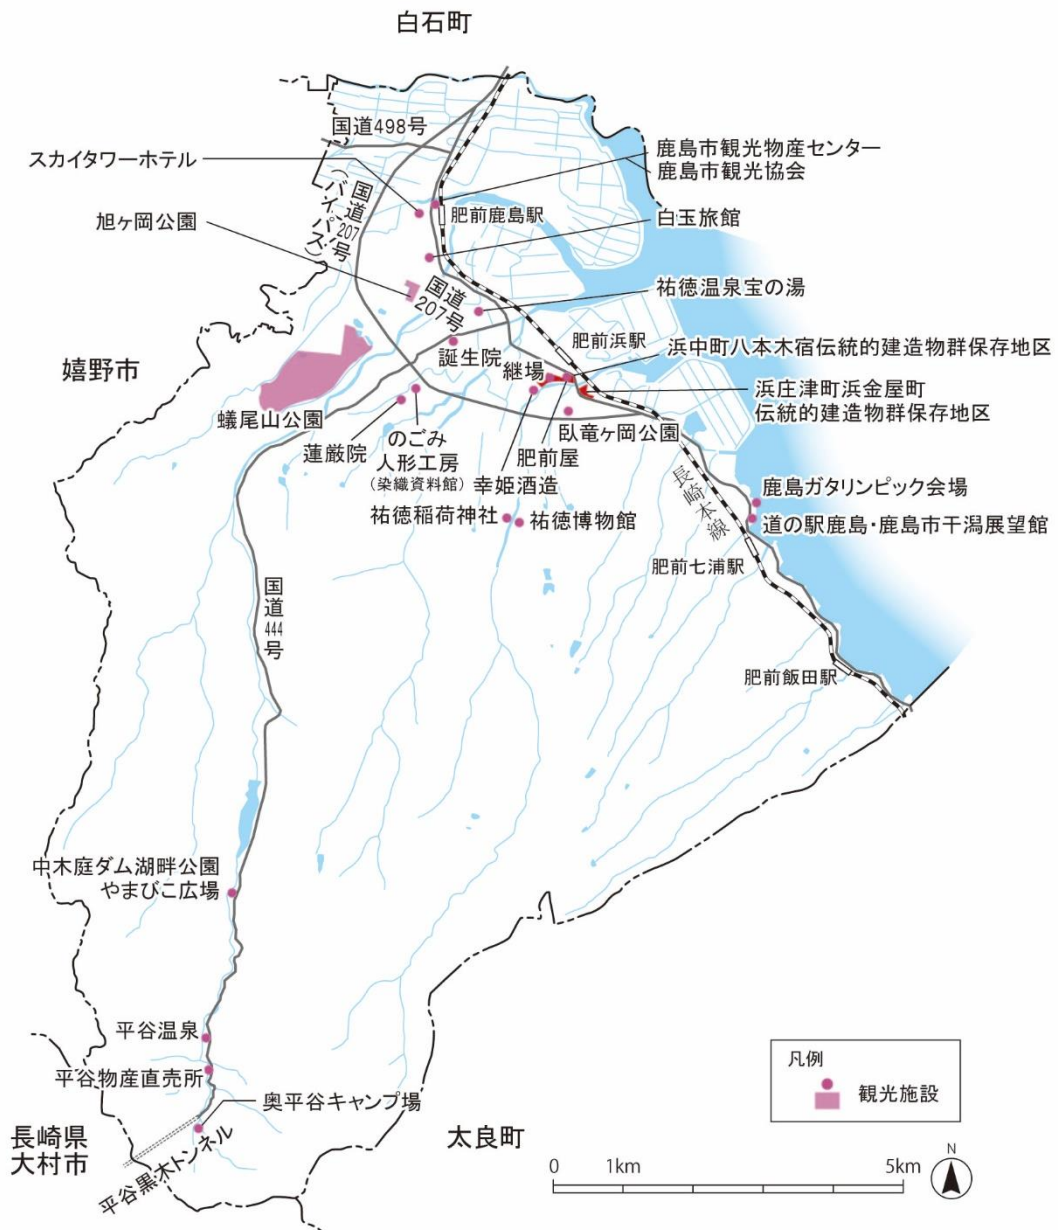 白石町
国道498号
スカイタワーホテル
鹿島市観光物産センター
鹿島市観光協会
国道207号
(バイパス)
肥前鹿島駅
旭ヶ岡公園
白玉旅館
国道
207号
祐徳温泉宝の湯
肥前浜駅
誕生院
継場
浜中町八本木宿伝統的建造物群保存地区
嬉野市
浜庄津町浜金屋町
伝統的建造物群保存地区
蟻尾山公園
蓮厳院
のごみ
人形工房
(染織資料館)
臥竜ヶ岡公園
肥前屋
幸姫酒造
長崎本線
鹿島ガタリンピック会場
祐徳稲荷神社
祐徳博物館
道の駅鹿島・鹿島市干潟展望館
肥前七浦駅
国道444号
肥前飯田駅
中木庭ダム湖畔公園
やまびこ広場
平谷温泉
平谷物産直売所
奥平谷キャンプ場
長崎県
大村市
平谷黒木トンネル
太良町
凡例
観光施設
0 1km 5km
N